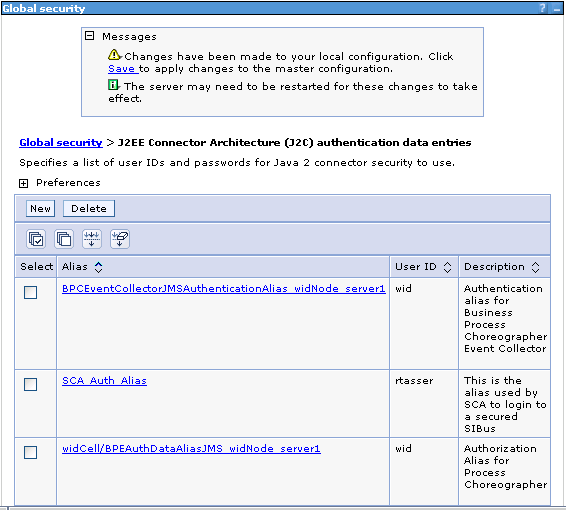 Global security ? _
Messages
Changes have been made to your local configuration. Click
Save to apply changes to the master configuration.
The server may need to be restarted for these changes to take
effect.
Global security > J2EE Connector Architecture (J2C) authentication data entries
Specifies a list of user IDs and passwords for Java 2 connector security to use.
Preferences
New Delete
Select Alias User ID Description
BPCEventCollectorJMSAuthenticationAlias_widNode_server1 wid Authentication
alias for
Business
Process
Choreographer
Event Collector
SCA_Auth_Alias rtasser This is the
alias used by
SCA to login to
a secured
SIBus
widCell/BPEAuthDataAliasJMS_widNode_server1 wid Authorization
Alias for
Process
Choreographer